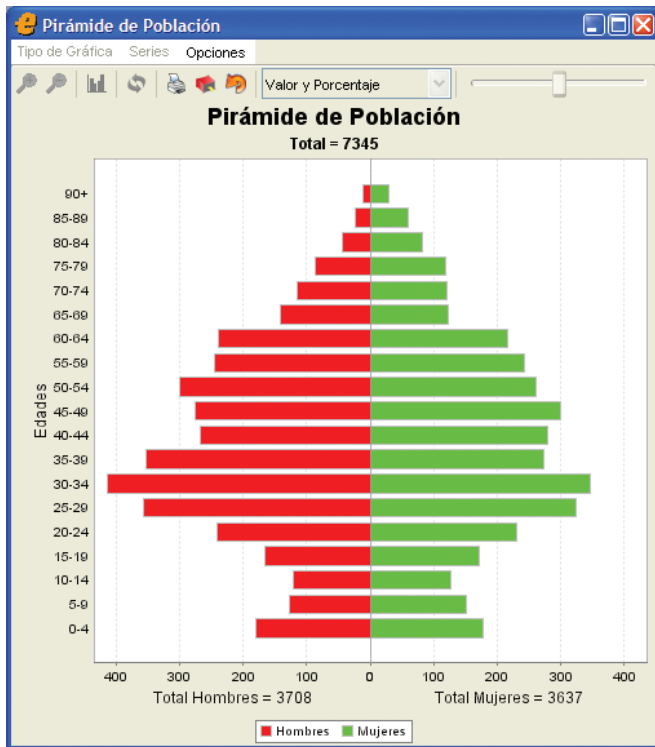 Pirámide de Población
Tipo de Gráfica Series Opciones
Valor y Porcentaje
Pirámide de Población
Total = 7345
Edades
90+
85-89
80-84
75-79
70-74
65-69
60-64
55-59
50-54
45-49
40-44
35-39
30-34
25-29
20-24
15-19
10-14
5-9
0-4
400 300 200 100 0 100 200 300 400
Total Hombres = 3708 Total Mujeres = 3637
Hombres Mujeres